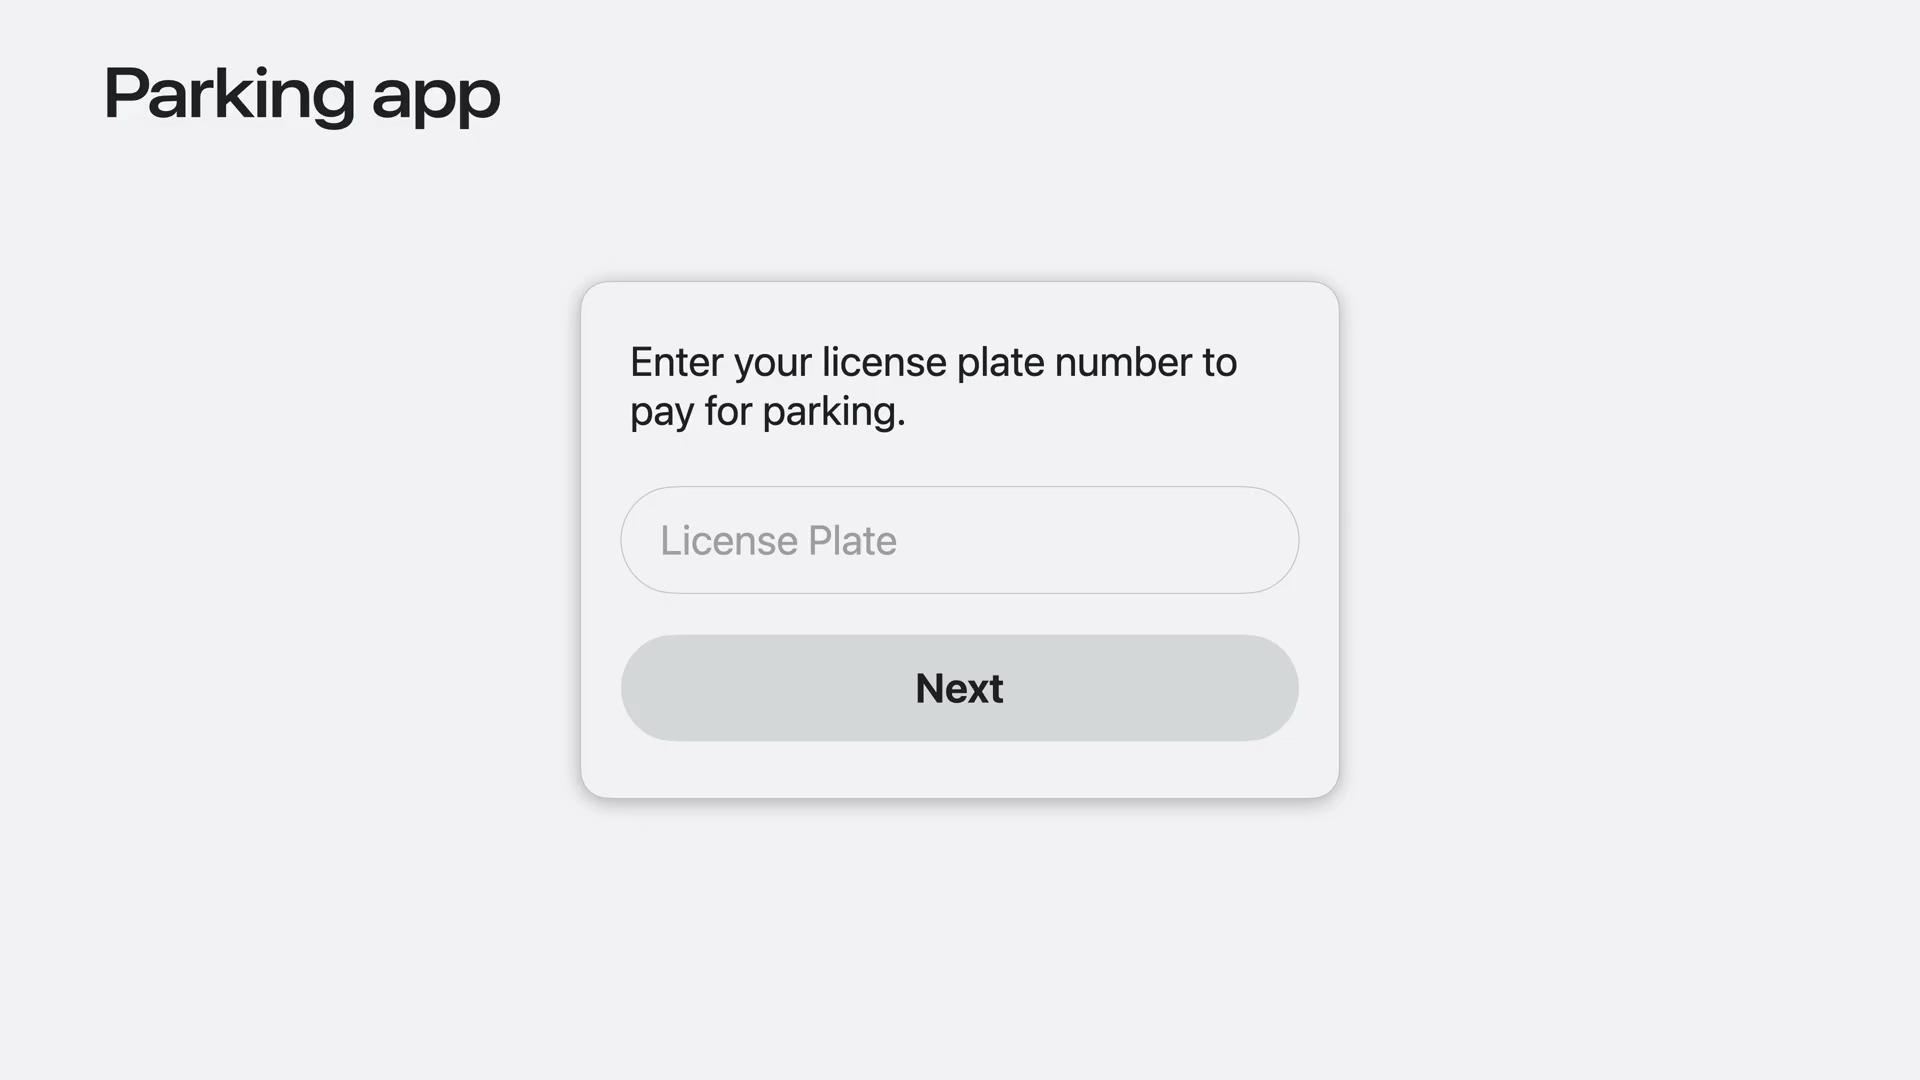 Parking app
Enter your license plate number to
pay for parking.
License Plate
Next